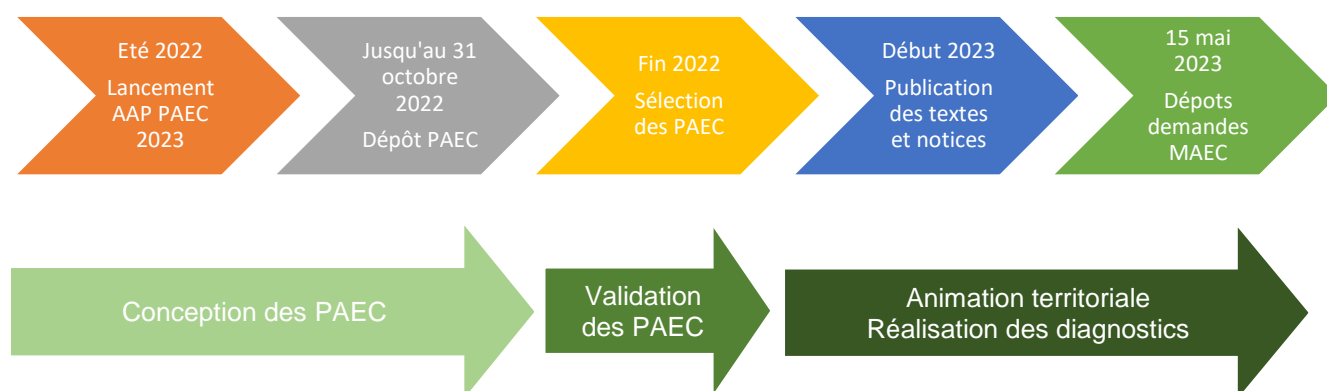 Eté 2022
Lancement
AAP PAEC
2023
Jusqu'au 31
octobre
2022
Dépôt PAEC
Fin 2022
Sélection
des PAEC
Début 2023
Publication
des textes
et notices
15 mai
2023
Dépots
demandes
MAEC
Conception des PAEC
Validation
des PAEC
Animation territoriale
Réalisation des diagnostics